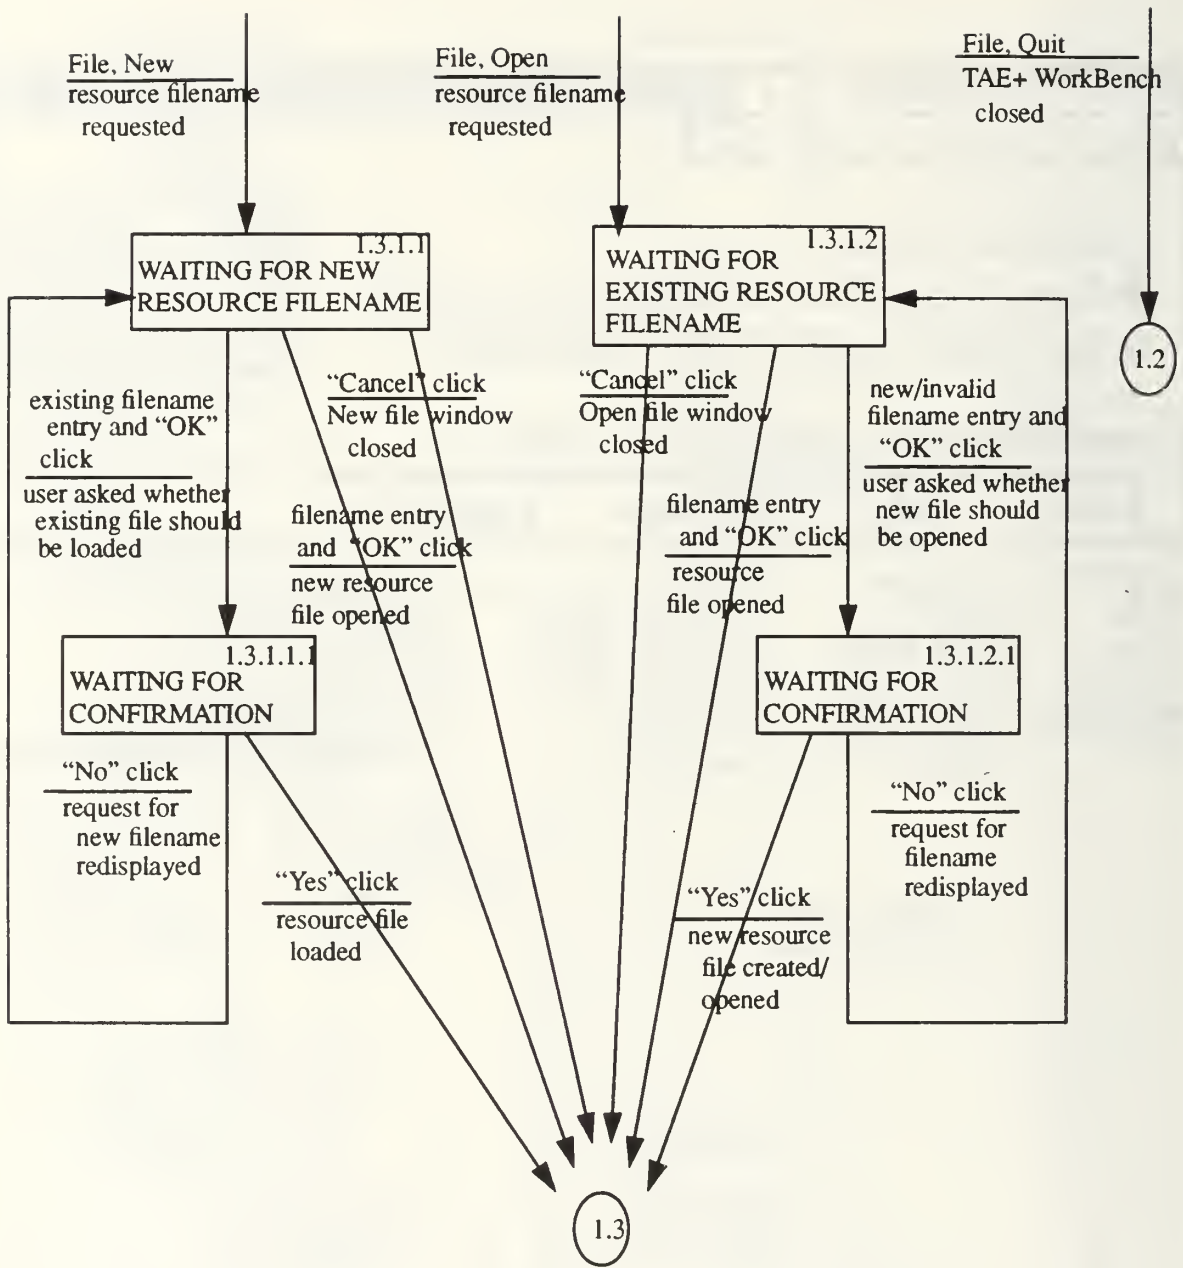 File, New
resource filename
requested
File, Open
resource filename
requested
File, Quit
TAE+ WorkBench
closed
1.3.1.1
WAITING FOR NEW
RESOURCE FILENAME
1.3.1.2
WAITING FOR
EXISTING RESOURCE
FILENAME
1.2
existing filename
entry and “OK”
click
user asked whether
existing file should
be loaded
“Cancel” click
New file window
closed
filename entry
and “OK” click
new resource
file opened
“Cancel” click
Open file window
closed
filename entry
and “OK” click
resource
file opened
new/invalid
filename entry and
“OK” click
user asked whether
new file should
be opened
1.3.1.1.1
WAITING FOR
CONFIRMATION
1.3.1.2.1
WAITING FOR
CONFIRMATION
“No” click
request for
new filename
redisplayed
“Yes” click
resource file
loaded
“Yes” click
new resource
file created/
opened
“No” click
request for
filename
redisplayed
1.3